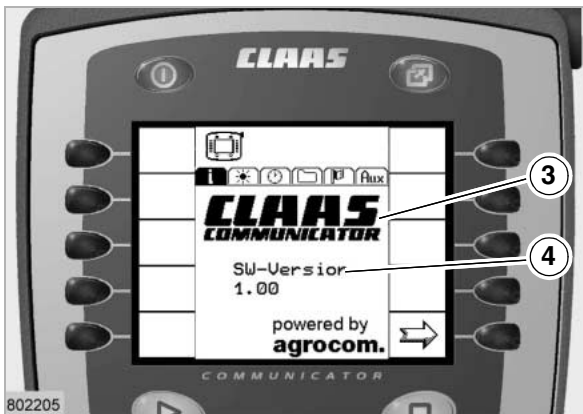 CLAAS
i Aux
CLAAS
COMMUNICATOR
3
SW-Version
4
1.00
powered by
agrocom.
COMMUNICATOR
802205